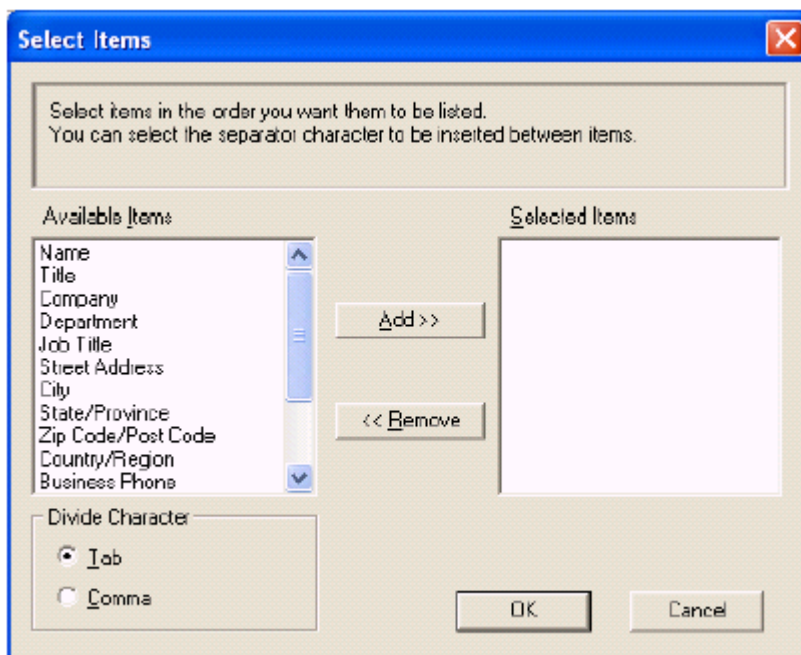 Select Items
Select items in the order you want them to be listed.
You can select the separator character to be inserted between items.
Available Items
Selected Items
Name
Title
Company
Department
Job Title
Street Address
City
State/Province
Zip Code/Post Code
Country/Region
Business Phone
Add >>
<< Remove
Divide Character
Tab
Comma
OK
Cancel